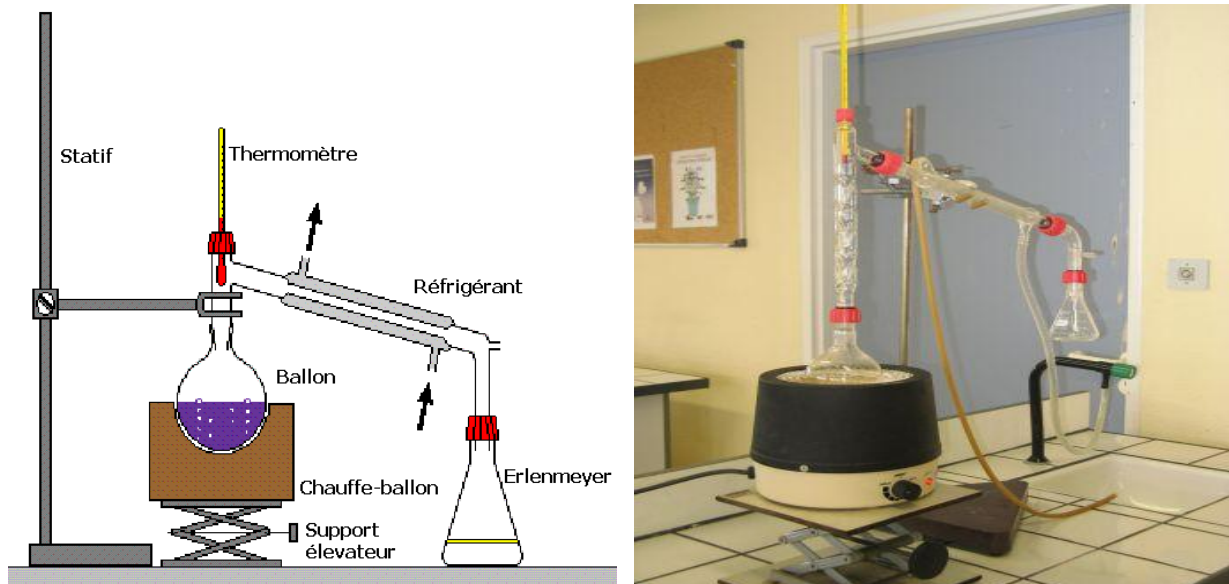 Statif
Thermomètre
Réfrigérant
Ballon
Chauffe-ballon
Erlenmeyer
Support
élevateur